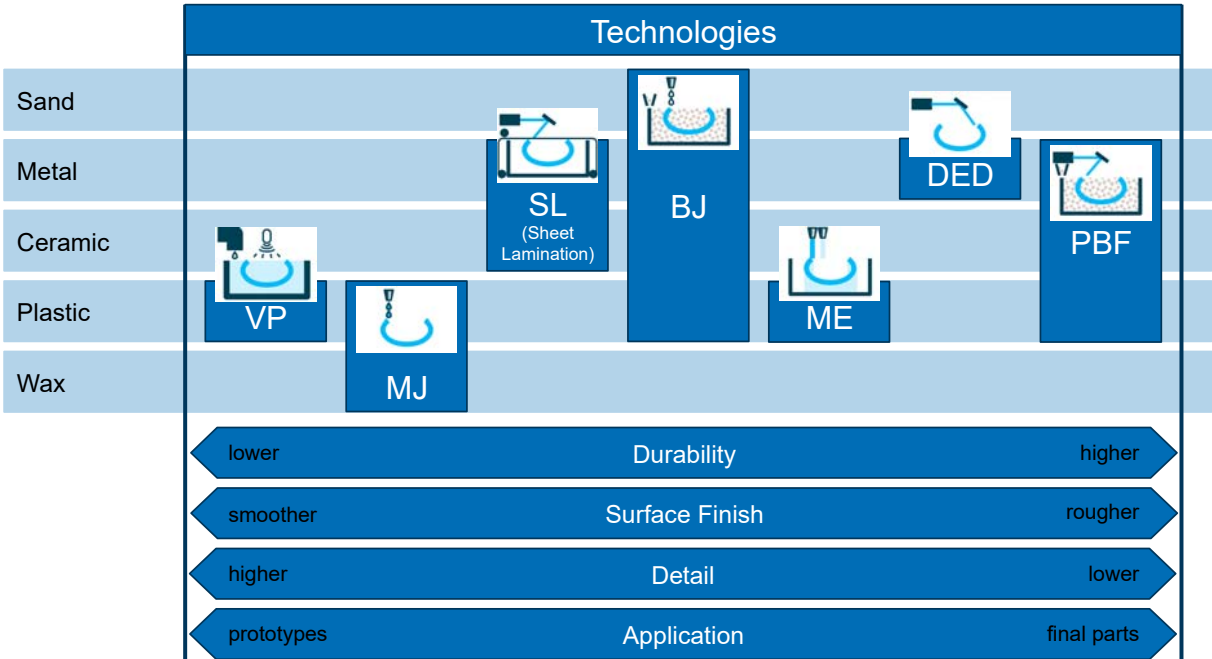 Technologies
Sand
Metal
Ceramic
Plastic
Wax
VP
MJ
SL
(Sheet
Lamination)
BJ
ME
DED
PBF
lower Durability higher
smoother Surface Finish rougher
higher Detail lower
prototypes Application final parts